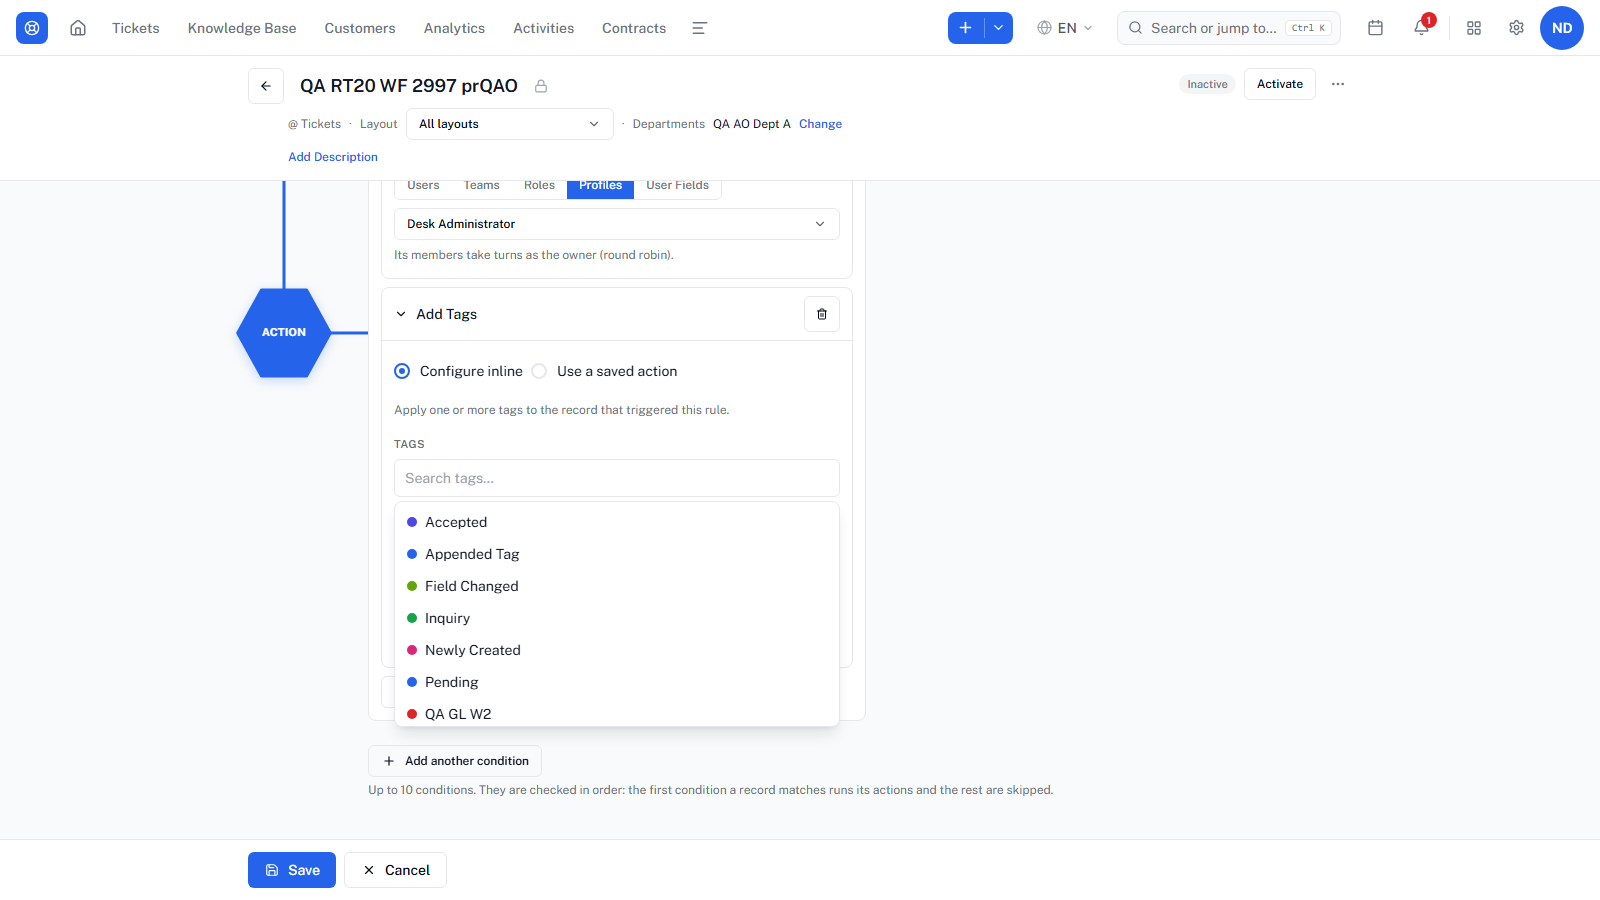 Tickets Knowledge Base Customers Analytics Activities Contracts EN Search or jump to... Ctrl K 1 ND
QA RT20 WF 2997 prQAO Inactive Activate
@ Tickets · Layout All layouts · Departments QA AO Dept A Change
Add Description
Users Teams Roles Profiles User Fields
Desk Administrator
Its members take turns as the owner (round robin).
Add Tags
ACTION
Configure inline Use a saved action
Apply one or more tags to the record that triggered this rule.
TAGS
Search tags...
Accepted
Appended Tag
Field Changed
Inquiry
Newly Created
Pending
QA GL W2
Add another condition
Up to 10 conditions. They are checked in order: the first condition a record matches runs its actions and the rest are skipped.
Save Cancel